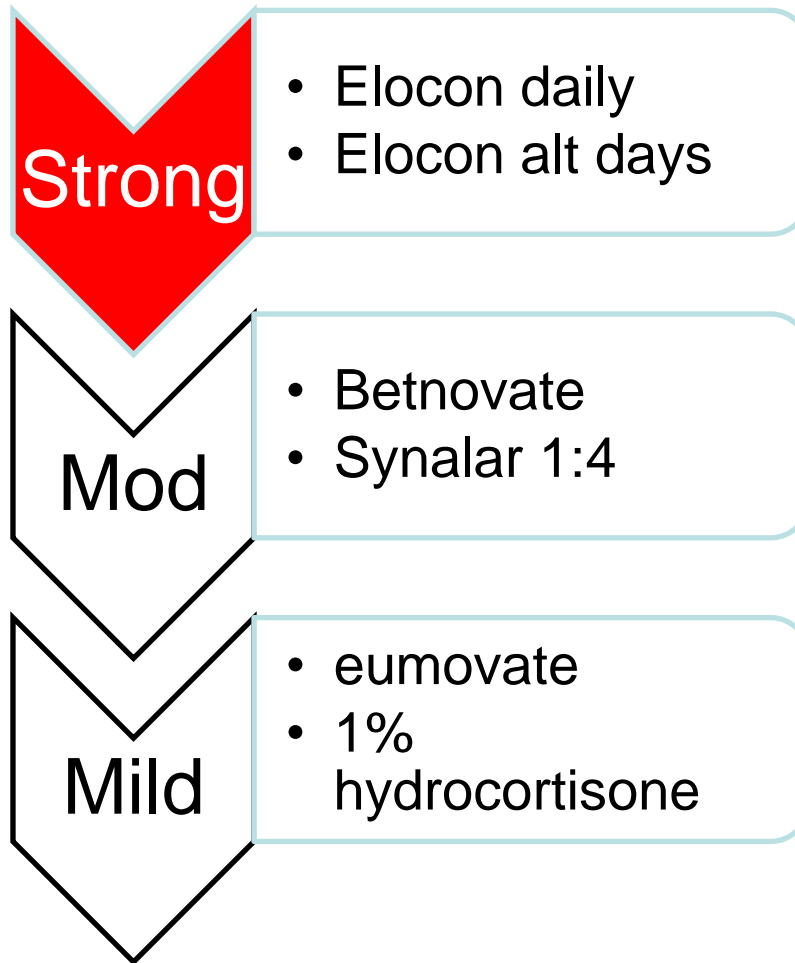 Strong
• Elocon daily
• Elocon alt days
Mod
• Betnovate
• Synalar 1:4
Mild
• eumovate
• 1%
hydrocortisone